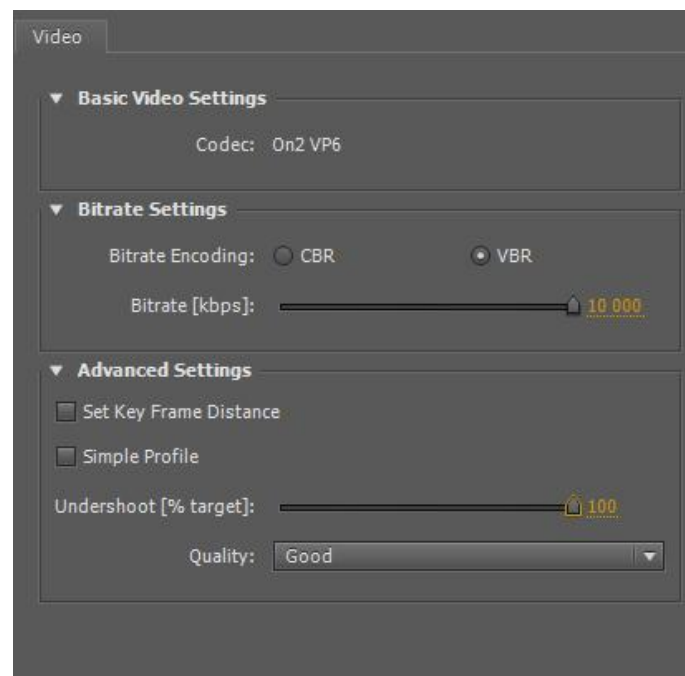 Video
Basic Video Settings
Codec: On2 VP6
Bitrate Settings
Bitrate Encoding: CBR VBR
Bitrate [kbps]: 10 000
Advanced Settings
Set Key Frame Distance
Simple Profile
Undershoot [% target]: 100
Quality: Good